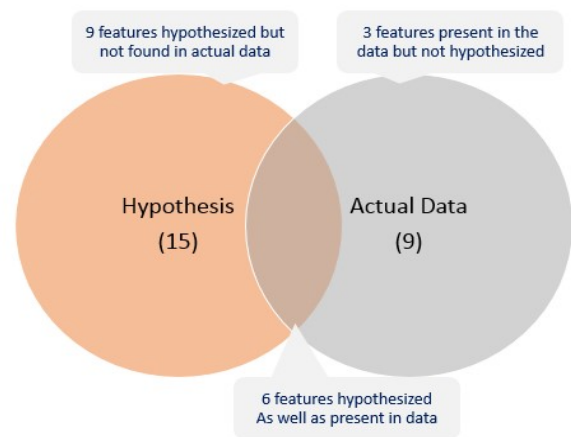 9 features hypothesized but
not found in actual data
3 features present in the
data but not hypothesized
Hypothesis
(15)
Actual Data
(9)
6 features hypothesized
As well as present in data